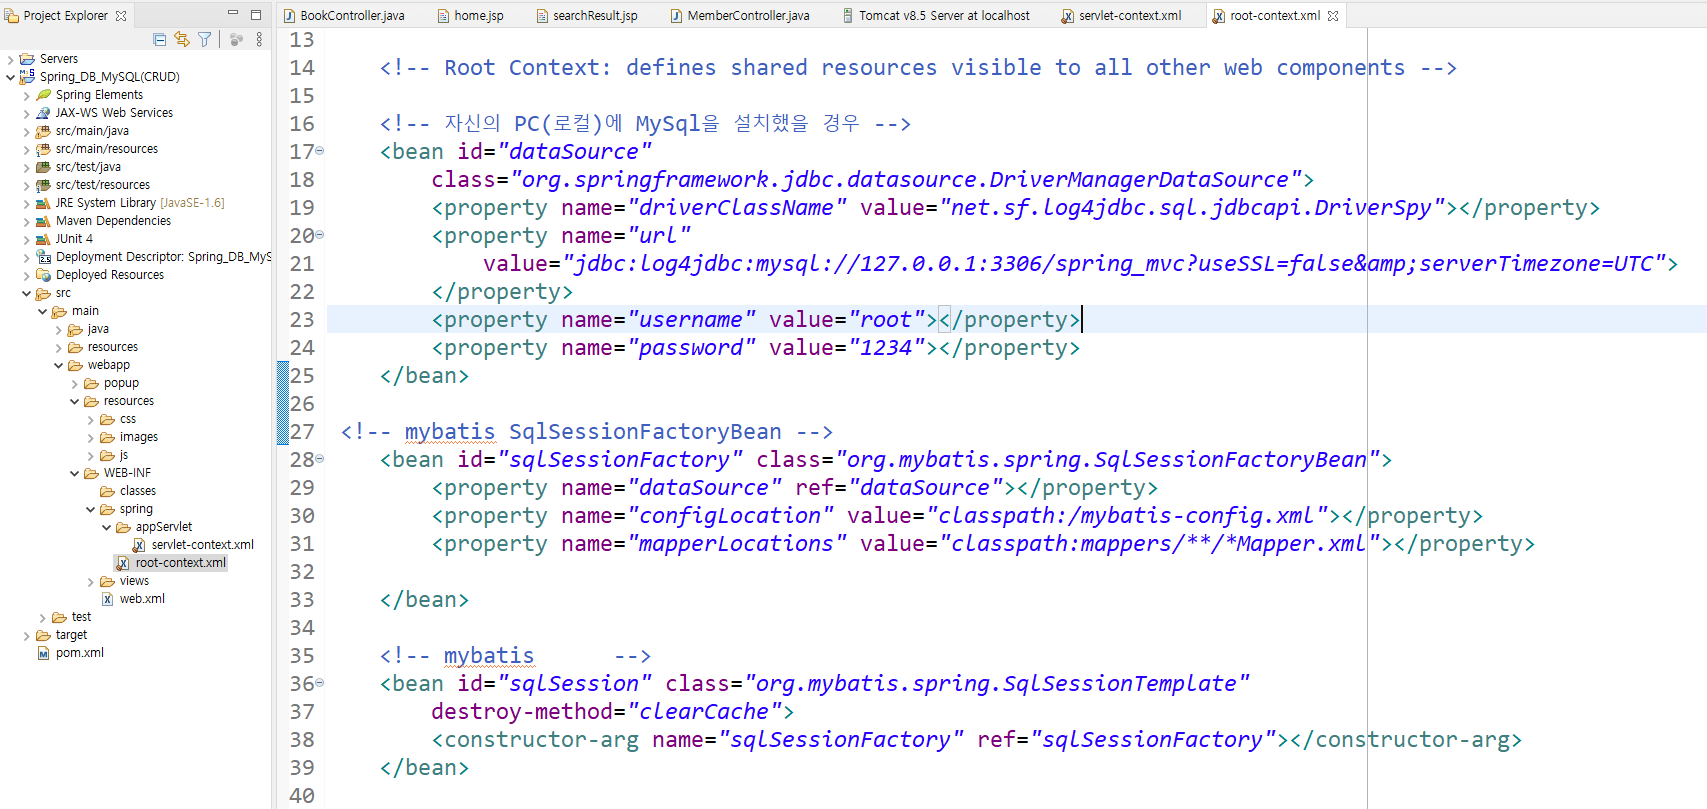 Project Explorer
BookController.java
home.jsp
searchResult.jsp
MemberController.java
Tomcat v8.5 Server at localhost
servlet-context.xml
root-context.xml
Servers
Spring_DB_MySQL(CRUD)
Spring Elements
JAX-WS Web Services
src/main/java
src/main/resources
src/test/java
src/test/resources
JRE System Library [JavaSE-1.6]
Maven Dependencies
JUnit 4
Deployment Descriptor: Spring_DB_MyS
Deployed Resources
src
main
java
resources
webapp
popup
resources
css
images
js
WEB-INF
classes
spring
appServlet
servlet-context.xml
root-context.xml
views
web.xml
test
target
pom.xml
13
14 <!-- Root Context: defines shared resources visible to all other web components -->
15
16 <!-- 자신의 PC(로컬)에 MySql을 설치했을 경우 -->
17 <bean id="dataSource"
18 class="org.springframework.jdbc.datasource.DriverManagerDataSource">
19 <property name="driverClassName" value="net.sf.log4jdbc.sql.jdbcapi.DriverSpy"></property>
20 <property name="url"
21 value="jdbc:log4jdbc:mysql://127.0.0.1:3306/spring_mvc?useSSL=false&amp;serverTimezone=UTC">
22 </property>
23 <property name="username" value="root"></property>
24 <property name="password" value="1234"></property>
25 </bean>
26
27 <!-- mybatis SqlSessionFactoryBean -->
28 <bean id="sqlSessionFactory" class="org.mybatis.spring.SqlSessionFactoryBean">
29 <property name="dataSource" ref="dataSource"></property>
30 <property name="configLocation" value="classpath:/mybatis-config.xml"></property>
31 <property name="mapperLocations" value="classpath:mappers/**/*Mapper.xml"></property>
32
33 </bean>
34
35 <!-- mybatis -->
36 <bean id="sqlSession" class="org.mybatis.spring.SqlSessionTemplate"
37 destroy-method="clearCache">
38 <constructor-arg name="sqlSessionFactory" ref="sqlSessionFactory"></constructor-arg>
39 </bean>
40